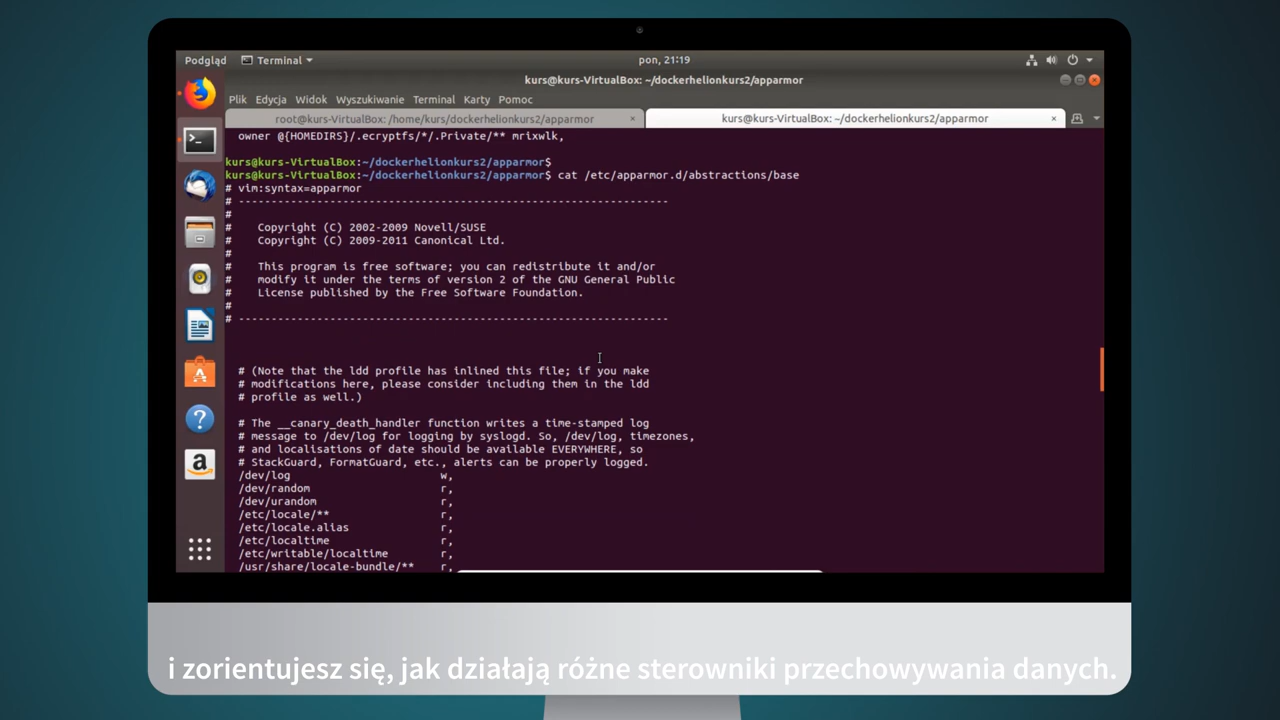 Podgląd
Terminal
pon, 21:19
kurs@kurs-VirtualBox: ~/dockerhelionkurs2/apparmor
Plik Edycja Widok Wyszukiwanie Terminal Karty Pomoc
root@kurs-VirtualBox: /home/kurs/dockerhelionkurs2/apparmor
kurs@kurs-VirtualBox: ~/dockerhelionkurs2/apparmor
owner @{HOMEDIRS}/.ecryptfs/*/.Private/** mrixwlk,
kurs@kurs-VirtualBox:~/dockerhelionkurs2/apparmor$
kurs@kurs-VirtualBox:~/dockerhelionkurs2/apparmor$ cat /etc/apparmor.d/abstractions/base
# vim:syntax=apparmor
# ------------------------------------------------------------------
#
#    Copyright (C) 2002-2009 Novell/SUSE
#    Copyright (C) 2009-2011 Canonical Ltd.
#
#    This program is free software; you can redistribute it and/or
#    modify it under the terms of version 2 of the GNU General Public
#    License published by the Free Software Foundation.
#
# ------------------------------------------------------------------
# (Note that the ldd profile has inlined this file; if you make
# modifications here, please consider including them in the ldd
# profile as well.)
# The __canary_death_handler function writes a time-stamped log
# message to /dev/log for logging by syslogd. So, /dev/log, timezones,
# and localisations of date should be available EVERYWHERE, so
# StackGuard, FormatGuard, etc., alerts can be properly logged.
/dev/log                       w,
/dev/random                    r,
/dev/urandom                   r,
/etc/locale/**                 r,
/etc/locale.alias              r,
/etc/localtime                 r,
/etc/writable/localtime        r,
/usr/share/locale-bundle/**    r,
i zorientujesz się, jak działają różne sterowniki przechowywania danych.